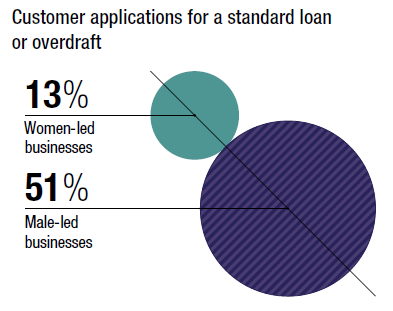 Customer applications for a standard loan
or overdraft
13%
Women-led
businesses
51%
Male-led
businesses